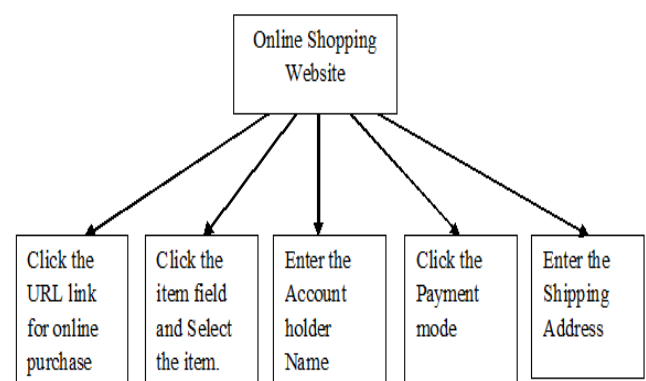 Online Shopping
Website
Click the
URL link
for online
purchase
Click the
item field
and Select
the item.
Enter the
Account
holder
Name
Click the
Payment
mode
Enter the
Shipping
Address